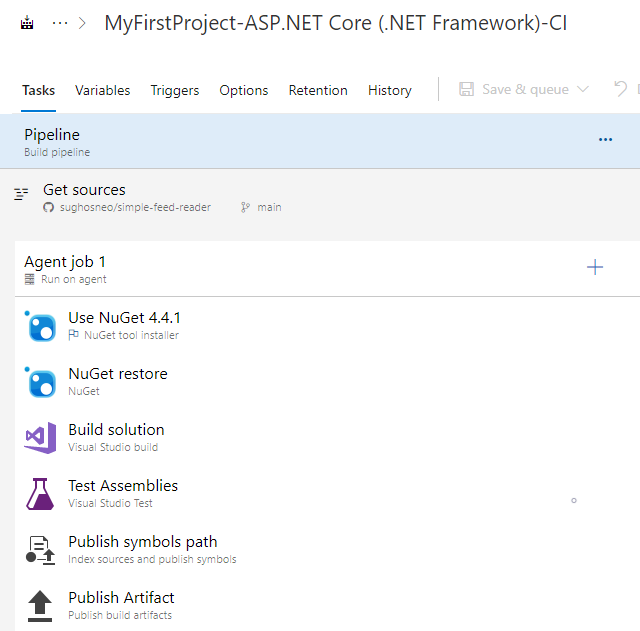 MyFirstProject-ASP.NET Core (.NET Framework)-CI
Tasks Variables Triggers Options Retention History Save & queue
Pipeline
Build pipeline
Get sources
sughosneo/simple-feed-reader main
Agent job 1
Run on agent
Use NuGet 4.4.1
NuGet tool installer
NuGet restore
NuGet
Build solution
Visual Studio build
Test Assemblies
Visual Studio Test
Publish symbols path
Index sources and publish symbols
Publish Artifact
Publish build artifacts